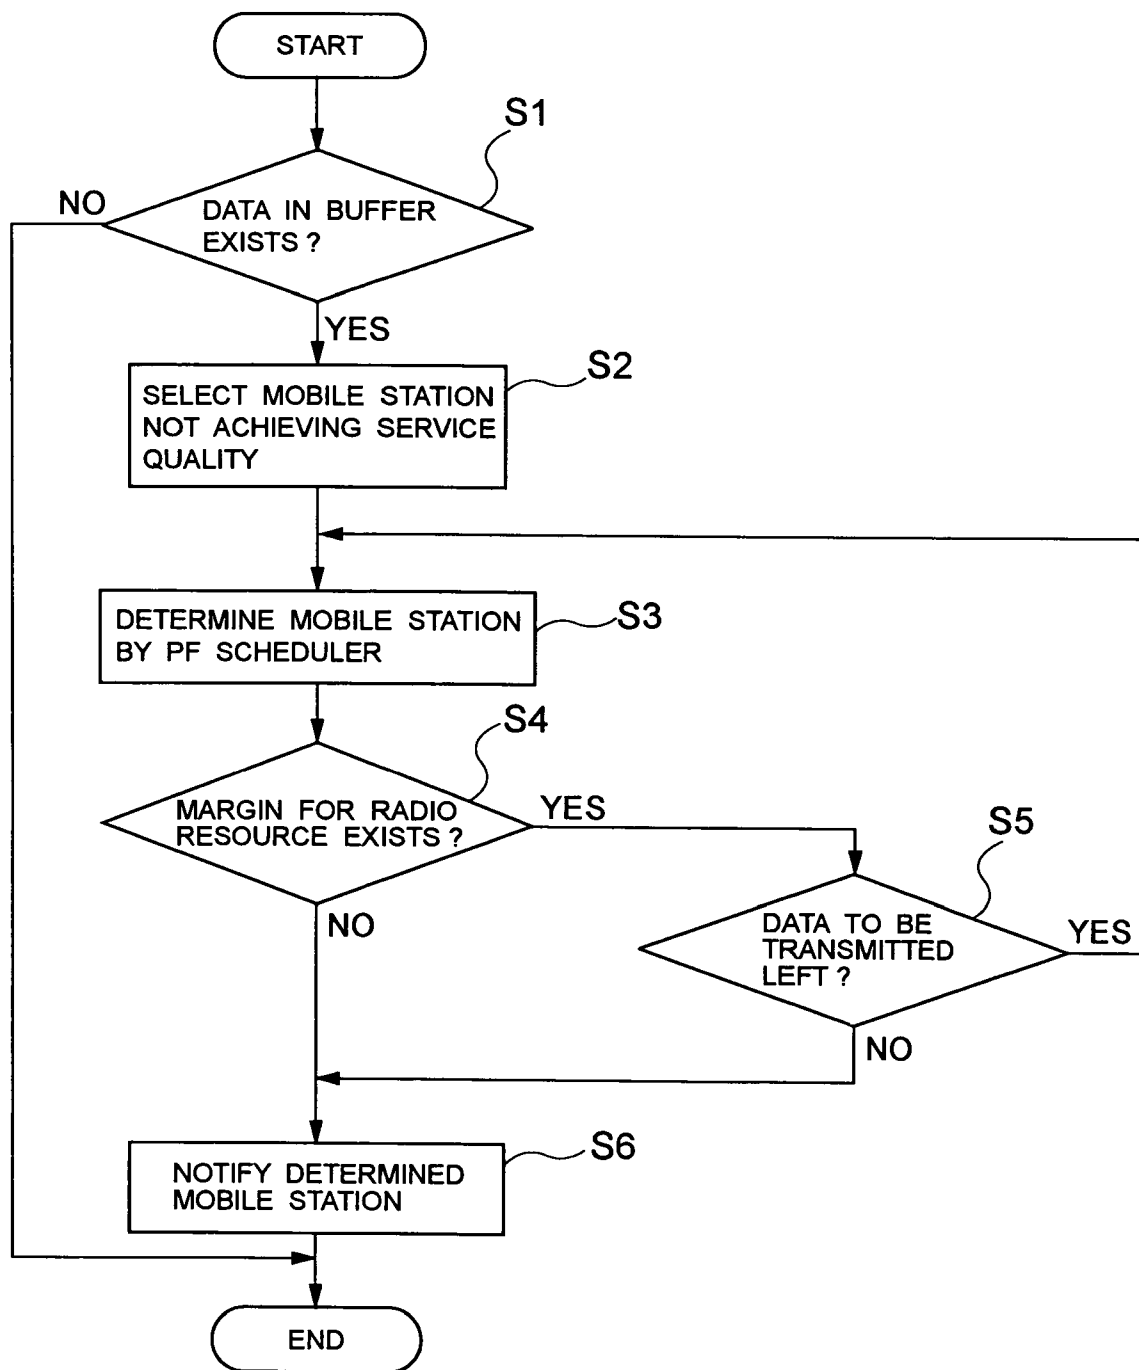 START
S1
NO
DATA IN BUFFER
EXISTS ?
YES
S2
SELECT MOBILE STATION
NOT ACHIEVING SERVICE
QUALITY
S3
DETERMINE MOBILE STATION
BY PF SCHEDULER
S4
MARGIN FOR RADIO
RESOURCE EXISTS ?
YES
S5
NO
DATA TO BE
TRANSMITTED
LEFT ?
YES
NO
S6
NOTIFY DETERMINED
MOBILE STATION
END